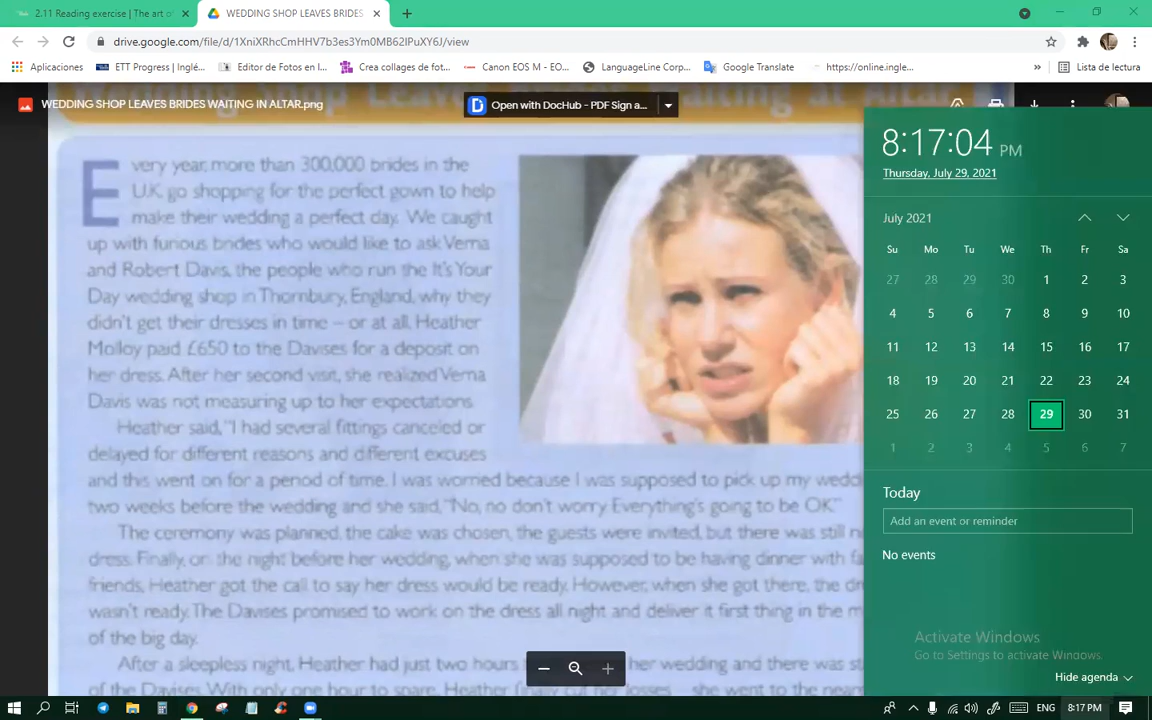 2.11 Reading exercise | The art o
WEDDING SHOP LEAVES BRIDES
drive.google.com/file/d/1XniXRhcCmHHV7b3es3Ym0MB62IPuXY6J/view
Aplicaciones
ETT Progress | Inglé...
Editor de Fotos en l...
Crea collages de fot...
Canon EOS M - EO...
LanguageLine Corp...
Google Translate
https://online.ingle...
»
Lista de lectura
WEDDING SHOP LEAVES BRIDES WAITING IN ALTAR.png
Open with DocHub - PDF Sign a...
Shop Leaves Brides Waiting at Altar
Every year, more than 300,000 brides in the
U.K. go shopping for the perfect gown to help
make their wedding a perfect day. We caught
up with furious brides who would like to ask Verna
and Robert Davis, the people who run the It's Your
Day wedding shop in Thornbury, England, why they
didn't get their dresses in time – or at all. Heather
Molloy paid £650 to the Davises for a deposit on
her dress. After her second visit, she realized Verna
Davis was not measuring up to her expectations.
Heather said, "I had several fittings canceled or
delayed for different reasons and different excuses
and this went on for a period of time. I was worried because I was supposed to pick up my
two weeks before the wedding and she said, "No, no don't worry. Everything's going to be OK."
The ceremony was planned, the cake was chosen, the guests were invited, but there was still
dress. Finally, on the night before her wedding, when she was supposed to be having dinner with
friends, Heather got the call to say her dress would be ready. However, when she got there, the
wasn't ready. The Davises promised to work on the dress all night and deliver it first thing in the
of the big day.
After a sleepless night, Heather had just two hours her wedding and there was
of the Davises. With only one hour to spare, Heather finally cut her losses she went to the
8:17:04 PM
Thursday, July 29, 2021
July 2021
Su Mo Tu We Th Fr Sa
27 28 29 30 1 2 3
4 5 6 7 8 9 10
11 12 13 14 15 16 17
18 19 20 21 22 23 24
25 26 27 28 29 30 31
1 2 3 4 5 6 7
Today
Add an event or reminder
No events
Activate Windows
Go to Settings to activate Windows.
Hide agenda
ENG
8:17 PM